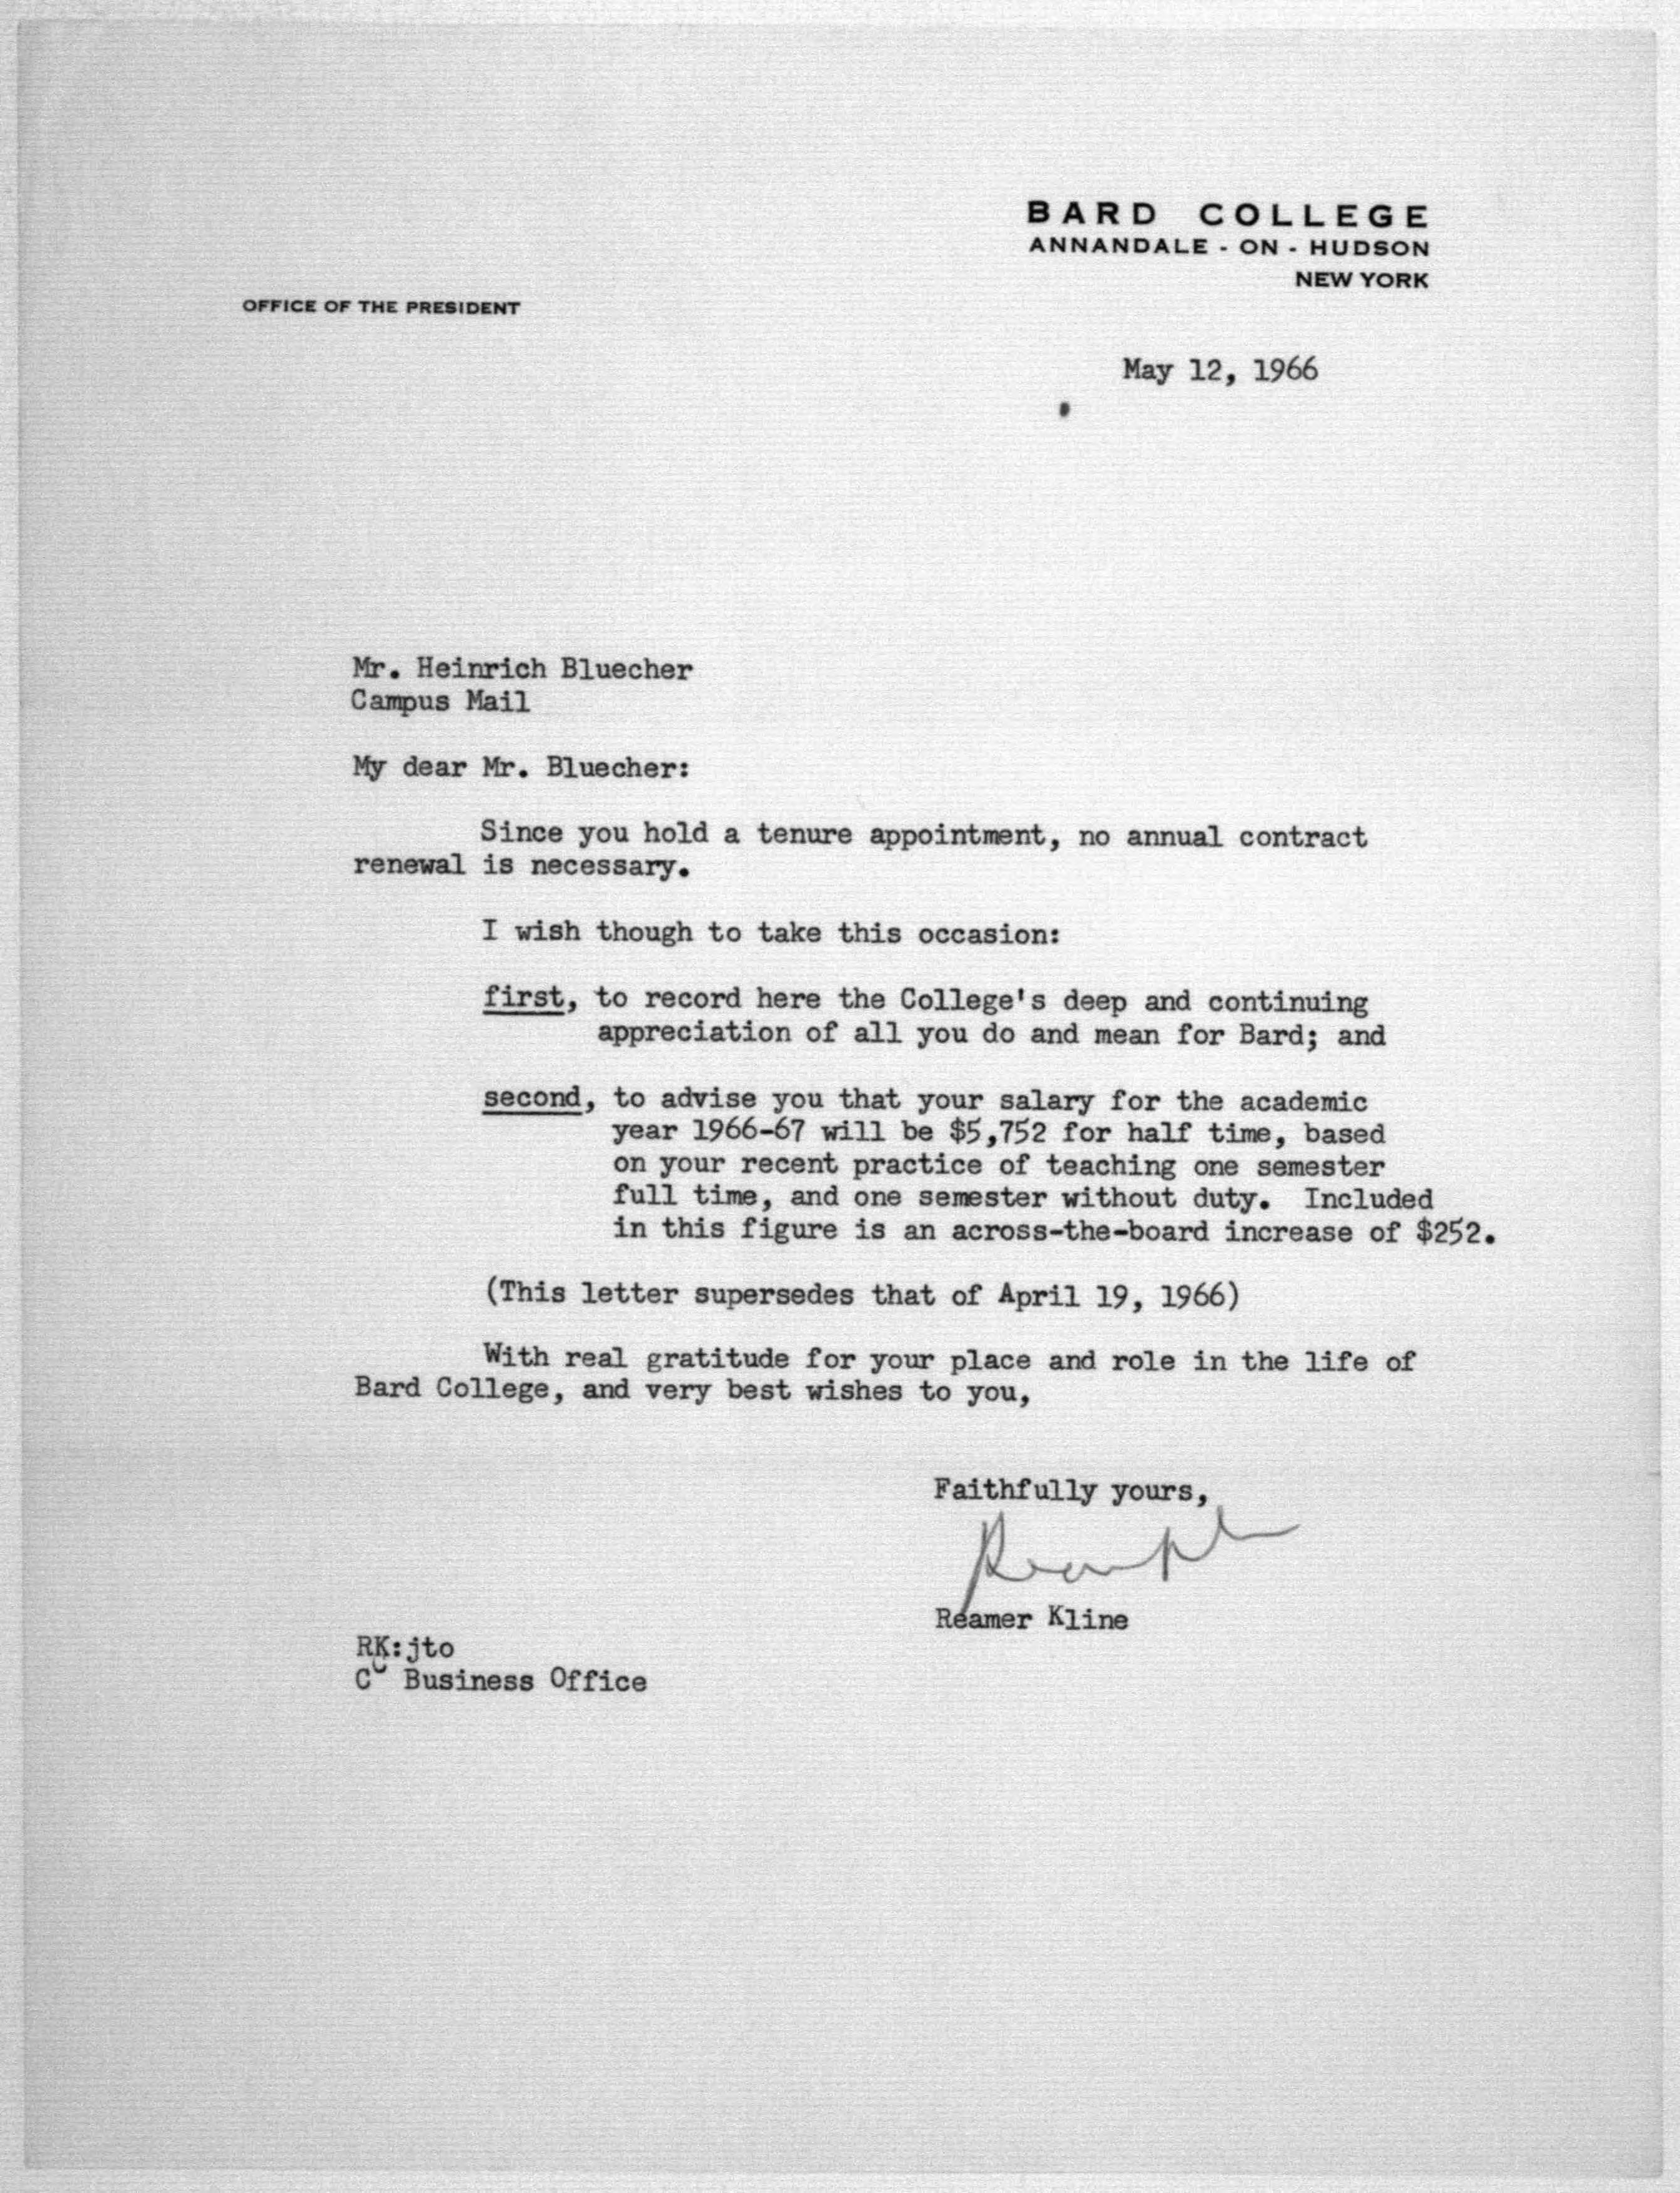 BARD COLLEGE
ANNANDALE - ON - HUDSON
NEW YORK
OFFICE OF THE PRESIDENT
May 12, 1966
Mr. Heinrich Bluecher
Campus Mail
My dear Mr. Bluecher:
Since you hold a tenure appointment, no annual contract
renewal is necessary.
I wish though to take this occasion:
first, to record here the College's deep and continuing
appreciation of all you do and mean for Bard; and
second, to advise you that your salary for the academic
year 1966-67 will be $5,752 for half time, based
on your recent practice of teaching one semester
full time, and one semester without duty. Included
in this figure is an across-the-board increase of $252.
(This letter supersedes that of April 19, 1966)
With real gratitude for your place and role in the life of
Bard College, and very best wishes to you,
Faithfully yours,
Reamer Kline
RK:jto
Cc Business Office